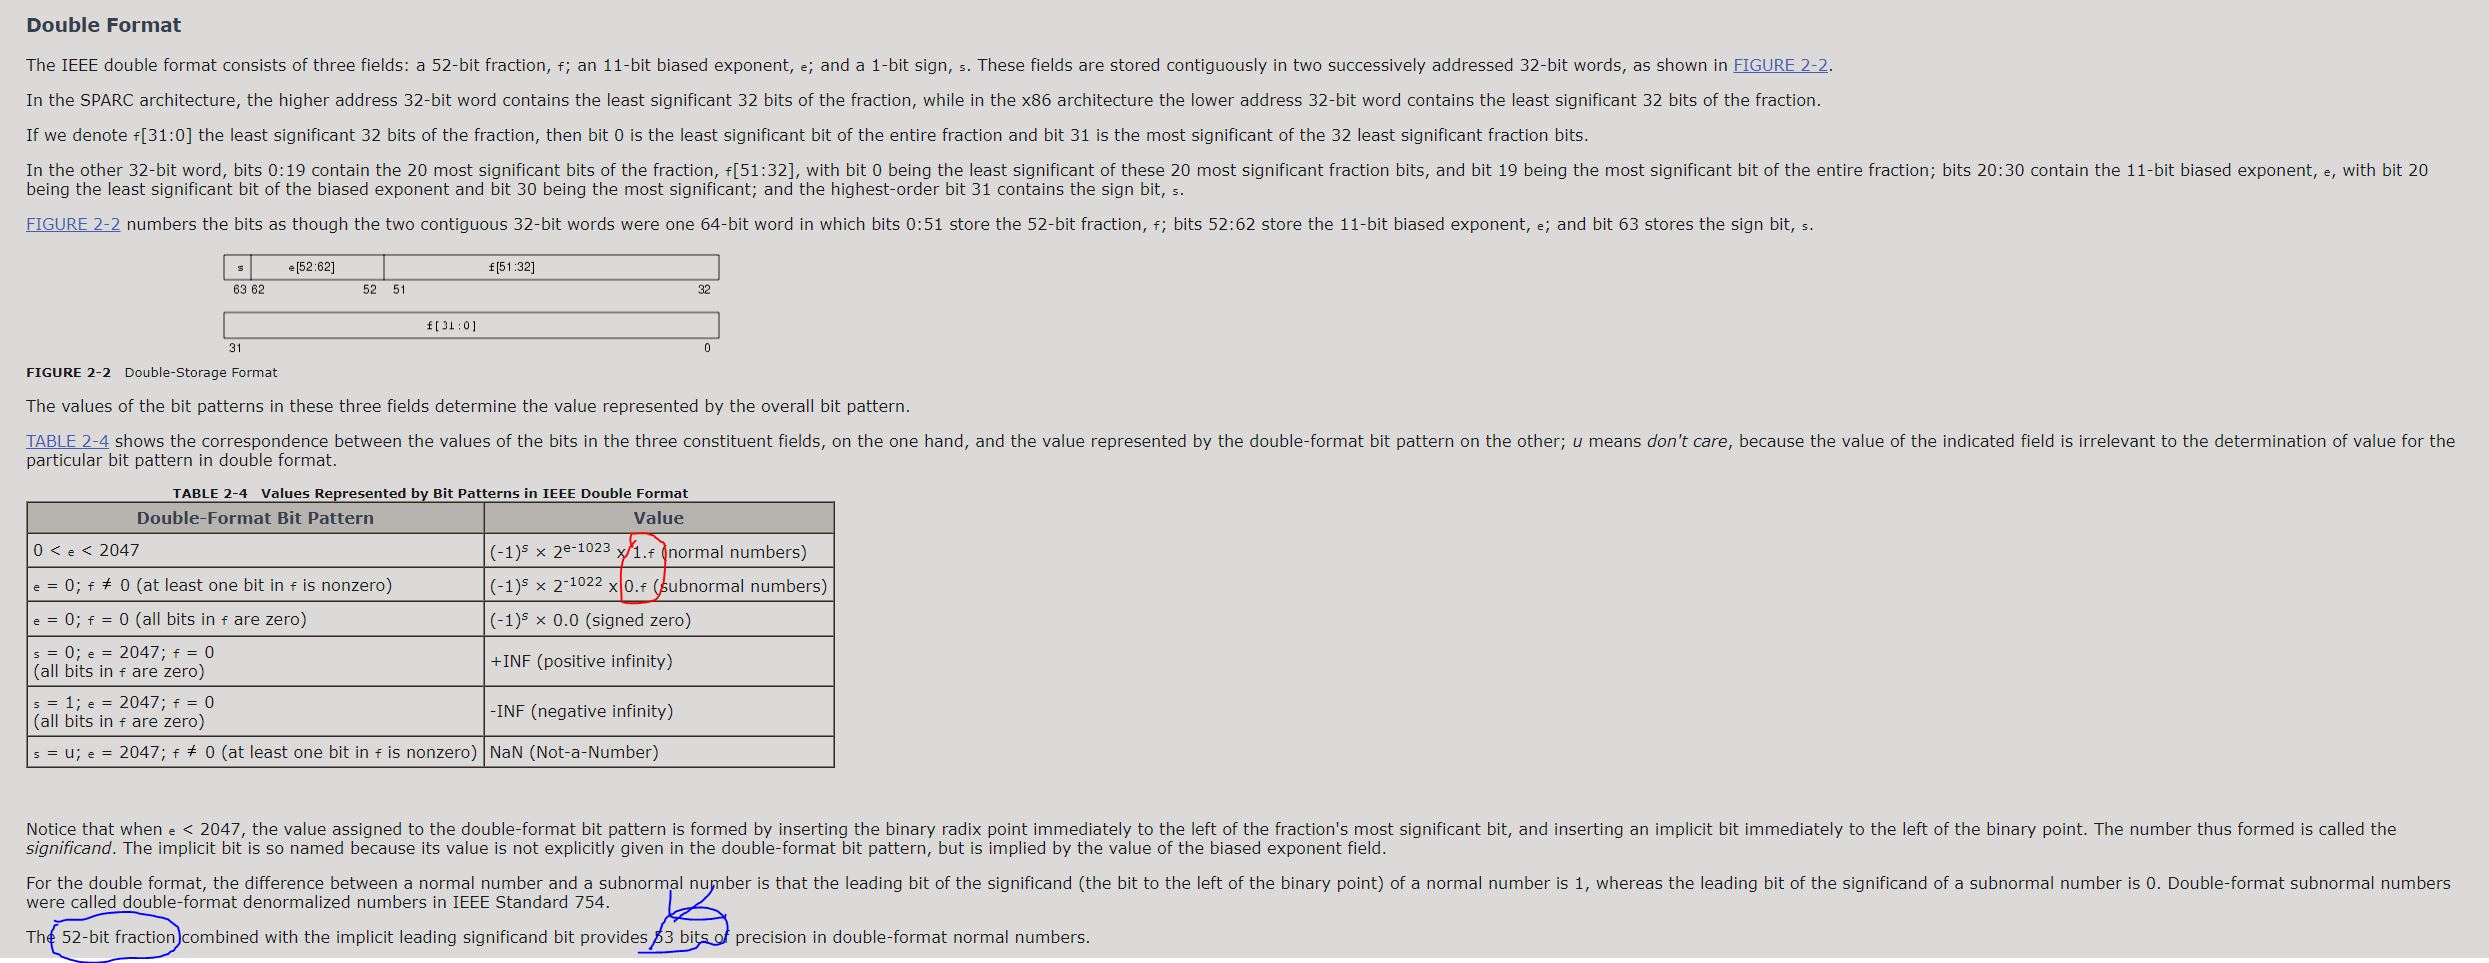 Double Format
The IEEE double format consists of three fields: a 52-bit fraction, f; an 11-bit biased exponent, e; and a 1-bit sign, s. These fields are stored contiguously in two successively addressed 32-bit words, as shown in FIGURE 2-2.
In the SPARC architecture, the higher address 32-bit word contains the least significant 32 bits of the fraction, while in the x86 architecture the lower address 32-bit word contains the least significant 32 bits of the fraction.
If we denote f[31:0] the least significant 32 bits of the fraction, then bit 0 is the least significant bit of the entire fraction and bit 31 is the most significant of the 32 least significant fraction bits.
In the other 32-bit word, bits 0:19 contain the 20 most significant bits of the fraction, f[51:32], with bit 0 being the least significant of these 20 most significant fraction bits, and bit 19 being the most significant bit of the entire fraction; bits 20:30 contain the 11-bit biased exponent, e, with bit 20
being the least significant bit of the biased exponent and bit 30 being the most significant; and the highest-order bit 31 contains the sign bit, s.
FIGURE 2-2 numbers the bits as though the two contiguous 32-bit words were one 64-bit word in which bits 0:51 store the 52-bit fraction, f; bits 52:62 store the 11-bit biased exponent, e; and bit 63 stores the sign bit, s.
s e[52:62] f[51:32]
63 62 52 51 32
f[31:0]
31 0
FIGURE 2-2 Double-Storage Format
The values of the bit patterns in these three fields determine the value represented by the overall bit pattern.
TABLE 2-4 shows the correspondence between the values of the bits in the three constituent fields, on the one hand, and the value represented by the double-format bit pattern on the other; u means don't care, because the value of the indicated field is irrelevant to the determination of value for the
particular bit pattern in double format.
TABLE 2-4 Values Represented by Bit Patterns in IEEE Double Format
Double-Format Bit Pattern Value
0 < e < 2047 (-1)ˢ × 2ᵉ⁻¹⁰²³ x 1.f (normal numbers)
e = 0; f ≠ 0 (at least one bit in f is nonzero) (-1)ˢ × 2⁻¹⁰²² x 0.f (subnormal numbers)
e = 0; f = 0 (all bits in f are zero) (-1)ˢ × 0.0 (signed zero)
s = 0; e = 2047; f = 0
(all bits in f are zero) +INF (positive infinity)
s = 1; e = 2047; f = 0
(all bits in f are zero) -INF (negative infinity)
s = u; e = 2047; f ≠ 0 (at least one bit in f is nonzero) NaN (Not-a-Number)
Notice that when e < 2047, the value assigned to the double-format bit pattern is formed by inserting the binary radix point immediately to the left of the fraction's most significant bit, and inserting an implicit bit immediately to the left of the binary point. The number thus formed is called the
significand. The implicit bit is so named because its value is not explicitly given in the double-format bit pattern, but is implied by the value of the biased exponent field.
For the double format, the difference between a normal number and a subnormal number is that the leading bit of the significand (the bit to the left of the binary point) of a normal number is 1, whereas the leading bit of the significand of a subnormal number is 0. Double-format subnormal numbers
were called double-format denormalized numbers in IEEE Standard 754.
The 52-bit fraction combined with the implicit leading significand bit provides 53 bits of precision in double-format normal numbers.